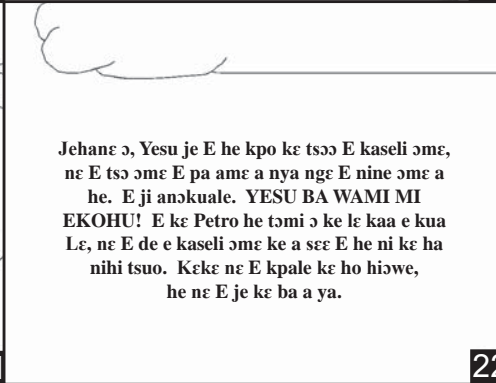 Jehanɛ ɔ, Yesu je E he kpo kɛ tsɔɔ E kaseli ɔmɛ,
nɛ E tsɔ ɔmɛ E pa amɛ a nya ngɛ E nine ɔmɛ a
he. E ji anɔkuale. YESU BA WAMI MI
EKOHU! E kɛ Petro he tɔmi ɔ ke lɛ kaa e kua
Lɛ, nɛ E de e kaseli ɔmɛ ke a sɛɛ E he ni kɛ ha
nihi tsuo. Kɛkɛ nɛ E kpale kɛ ho hiɔwe,
he nɛ E je kɛ ba a ya.
22